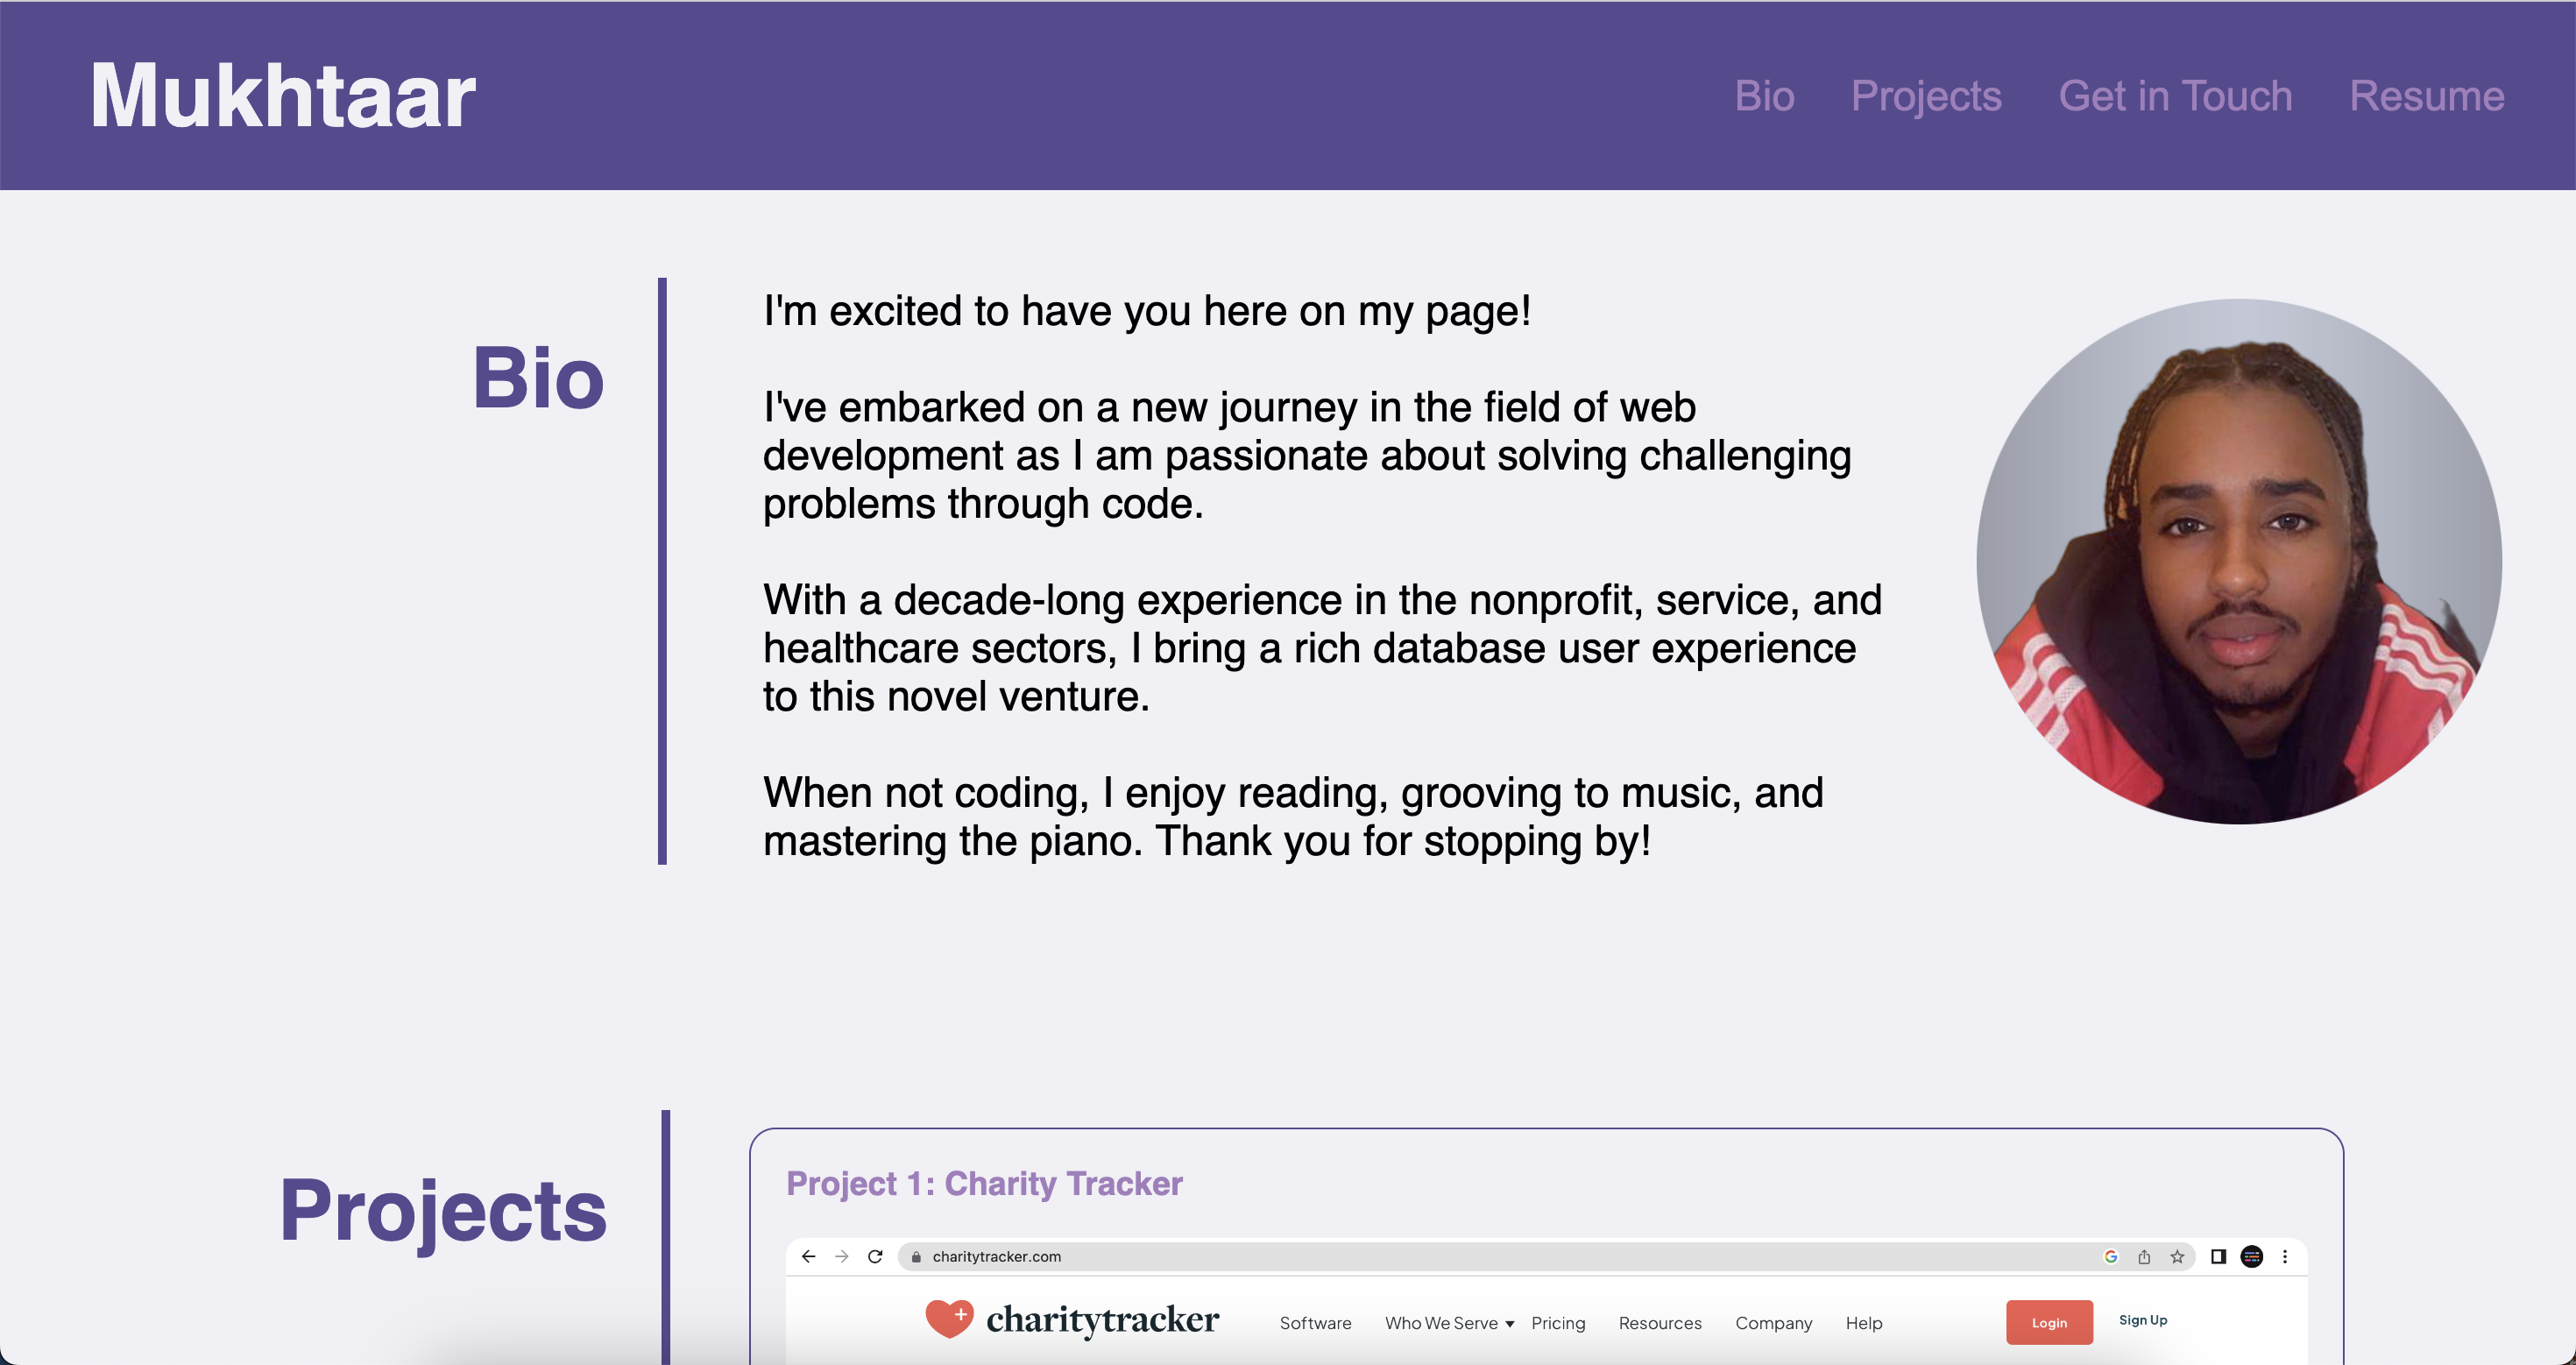 Mukhtaar
Bio Projects Get in Touch Resume
Bio
I'm excited to have you here on my page!
I've embarked on a new journey in the field of web
development as I am passionate about solving challenging
problems through code.
With a decade-long experience in the nonprofit, service, and
healthcare sectors, I bring a rich database user experience
to this novel venture.
When not coding, I enjoy reading, grooving to music, and
mastering the piano. Thank you for stopping by!
Projects
Project 1: Charity Tracker
charitytracker.com
charitytracker Software Who We Serve Pricing Resources Company Help Login Sign Up